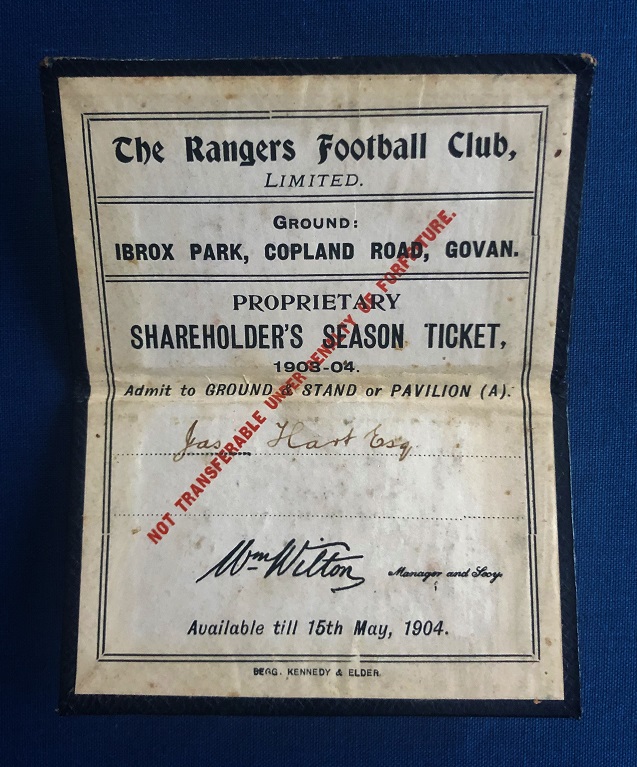 The Rangers Football Club,
LIMITED.
GROUND:
IBROX PARK, COPLAND ROAD, GOVAN.
PROPRIETARY
SHAREHOLDER'S SEASON TICKET,
1903-04.
Admit to GROUND & STAND or PAVILION (A).
Jas Hart Esq
Wm Wilton Manager and Secy.
Available till 15th May, 1904.
BEGG, KENNEDY & ELDER.
NOT TRANSFERABLE UNDER PENALTY OF FORFEITURE.